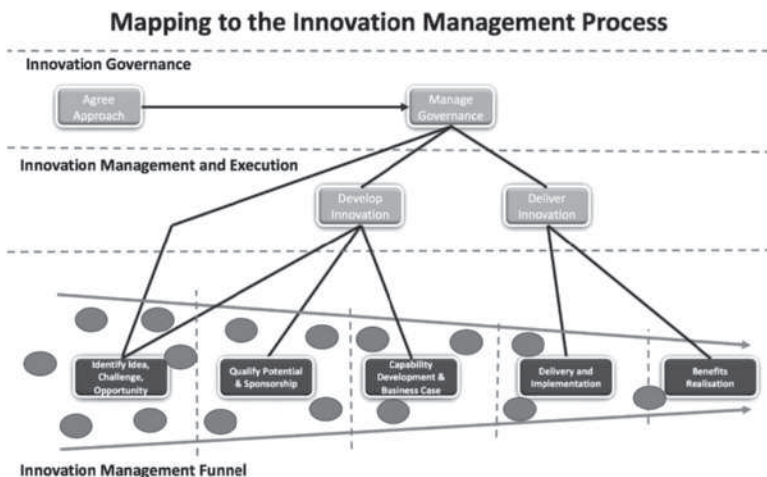 Mapping to the Innovation Management Process
Innovation Governance
Agree
Approach
Manage
Governance
Innovation Management and Execution
Develop
Innovation
Deliver
Innovation
Identify Idea,
Challenge,
Opportunity
Qualify Potential
& Sponsorship
Capability
Development &
Business Case
Delivery and
Implementation
Benefits
Realisation
Innovation Management Funnel